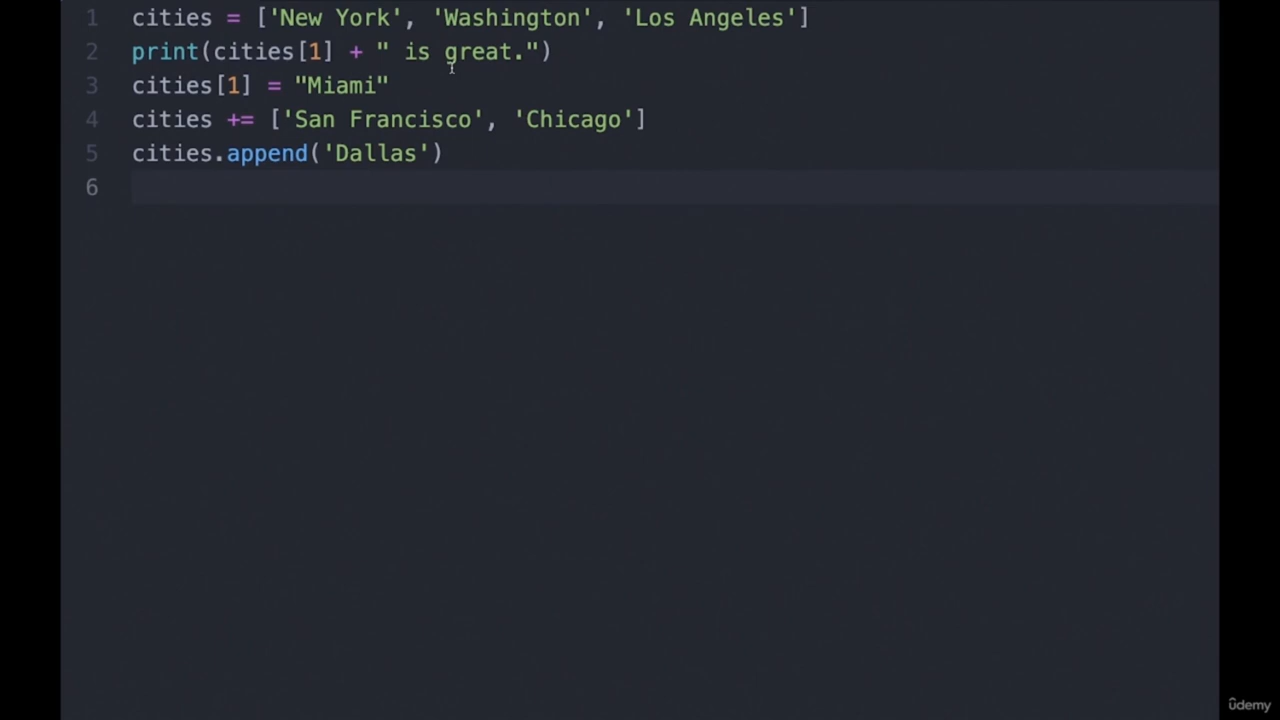 1 cities = ['New York', 'Washington', 'Los Angeles']
2 print(cities[1] + " is great.")
3 cities[1] = "Miami"
4 cities += ['San Francisco', 'Chicago']
5 cities.append('Dallas')
6
ûdemy